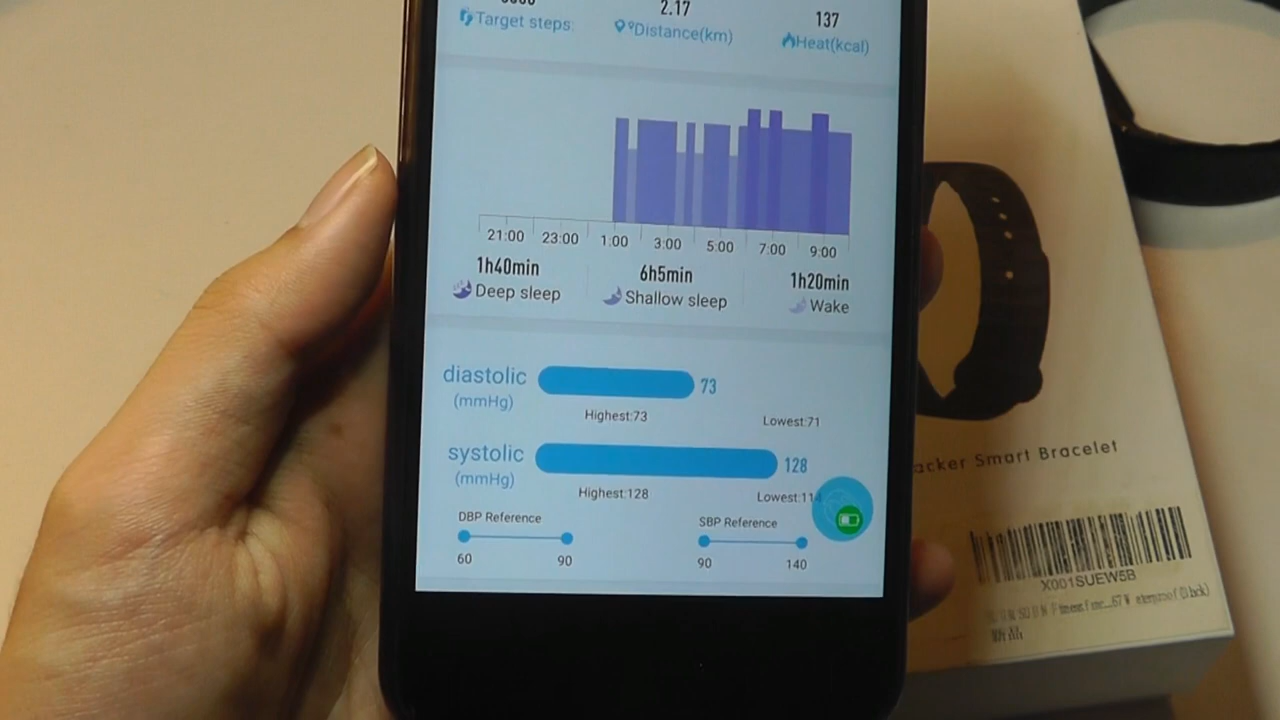 2.17
137
Target steps
Distance(km)
Heat(kcal)
21:00 23:00 1:00 3:00 5:00 7:00 9:00
1h40min
6h5min
1h20min
Deep sleep
Shallow sleep
Wake
diastolic
73
(mmHg)
Highest:73
Lowest:71
systolic
128
(mmHg)
Highest:128
DBP Reference
SBP Reference
60
90
90
140
Smart Bracelet
X001SUEW5B
新品